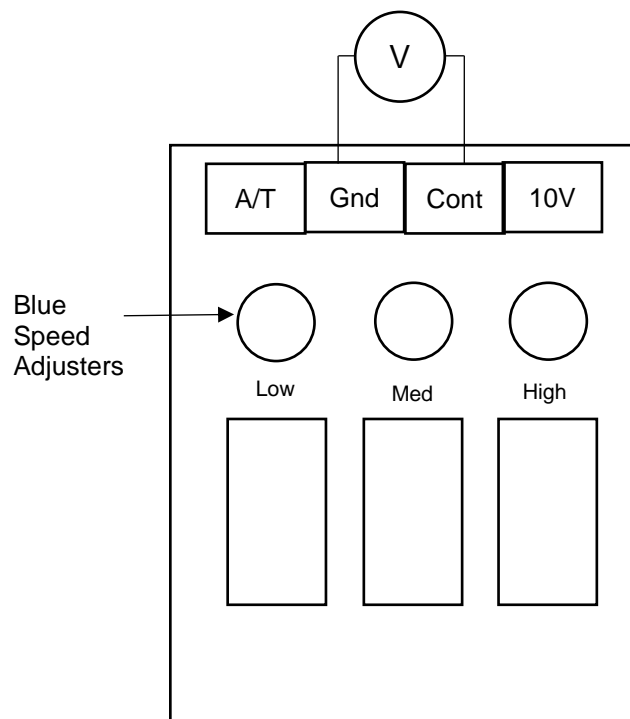 V
A/T Gnd Cont 10V
Blue
Speed
Adjusters
Low Med High